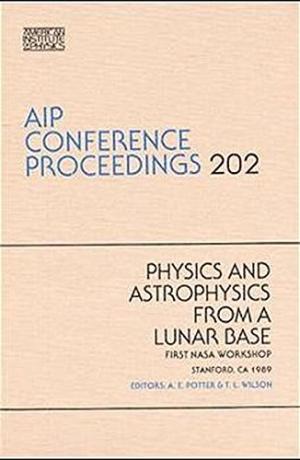 AMERICAN
INSTITUTE
OF PHYSICS
AIP
CONFERENCE
PROCEEDINGS 202
PHYSICS AND
ASTROPHYSICS
FROM A
LUNAR BASE
FIRST NASA WORKSHOP
STANFORD, CA 1989
EDITORS: A. E. POTTER & T. L. WILSON